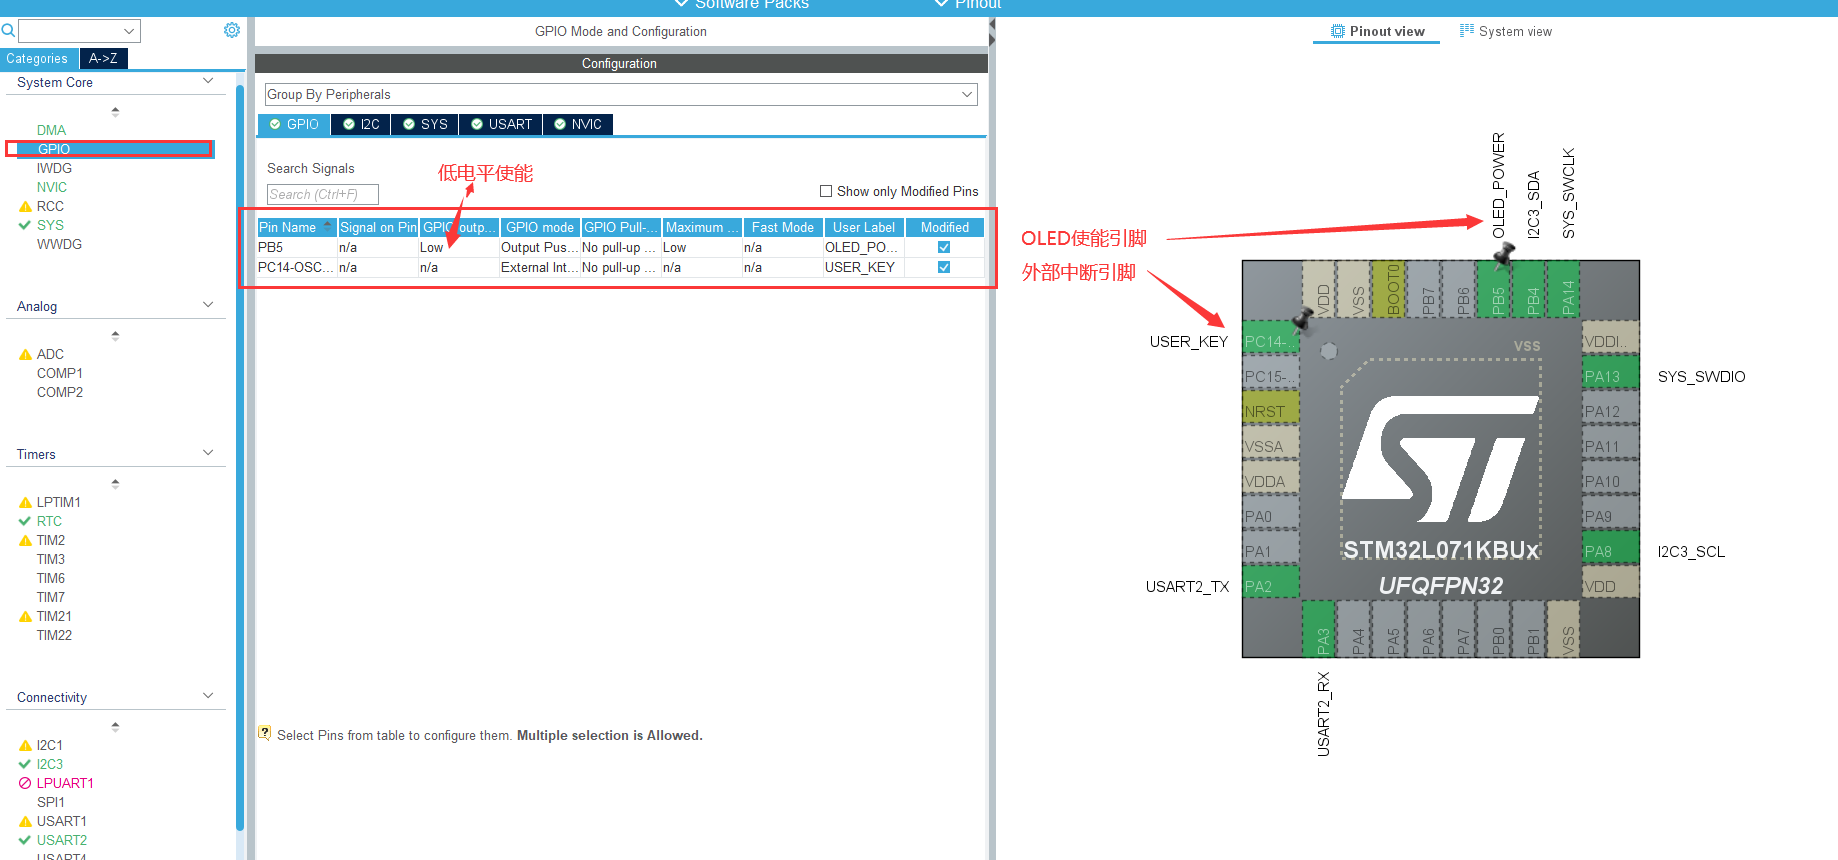 Software Packs
Pinout
Categories
A->Z
System Core
DMA
GPIO
IWDG
NVIC
RCC
SYS
WWDG
Analog
ADC
COMP1
COMP2
Timers
LPTIM1
RTC
TIM2
TIM3
TIM6
TIM7
TIM21
TIM22
Connectivity
I2C1
I2C3
LPUART1
SPI1
USART1
USART2
USART4
GPIO Mode and Configuration
Configuration
Group By Peripherals
GPIO I2C SYS USART NVIC
Search Signals
低电平使能
Search (Ctrl+F)
Show only Modified Pins
Pin Name Signal on Pin GPIO outp... GPIO mode GPIO Pull-... Maximum ... Fast Mode User Label Modified
PB5 n/a Low Output Pus... No pull-up ... Low n/a OLED_PO...
PC14-OSC... n/a n/a External Int... No pull-up ... n/a n/a USER_KEY
? Select Pins from table to configure them. Multiple selection is Allowed.
Pinout view
System view
OLED使能引脚
外部中断引脚
OLED_POWER
I2C3_SDA
SYS_SWCLK
VDD
VSS
BOOT0
PB7
PB6
PB5
PB4
PA14
USER_KEY
PC14-..
PC15-..
NRST
VSSA
VDDA
PA0
PA1
USART2_TX
PA2
VSS
ST
STM32L071KBUx
UFQFPN32
VDDI..
PA13
SYS_SWDIO
PA12
PA11
PA10
PA9
PA8
I2C3_SCL
VDD
PA3
PA4
PA5
PA6
PA7
PB0
PB1
VSS
USART2_RX